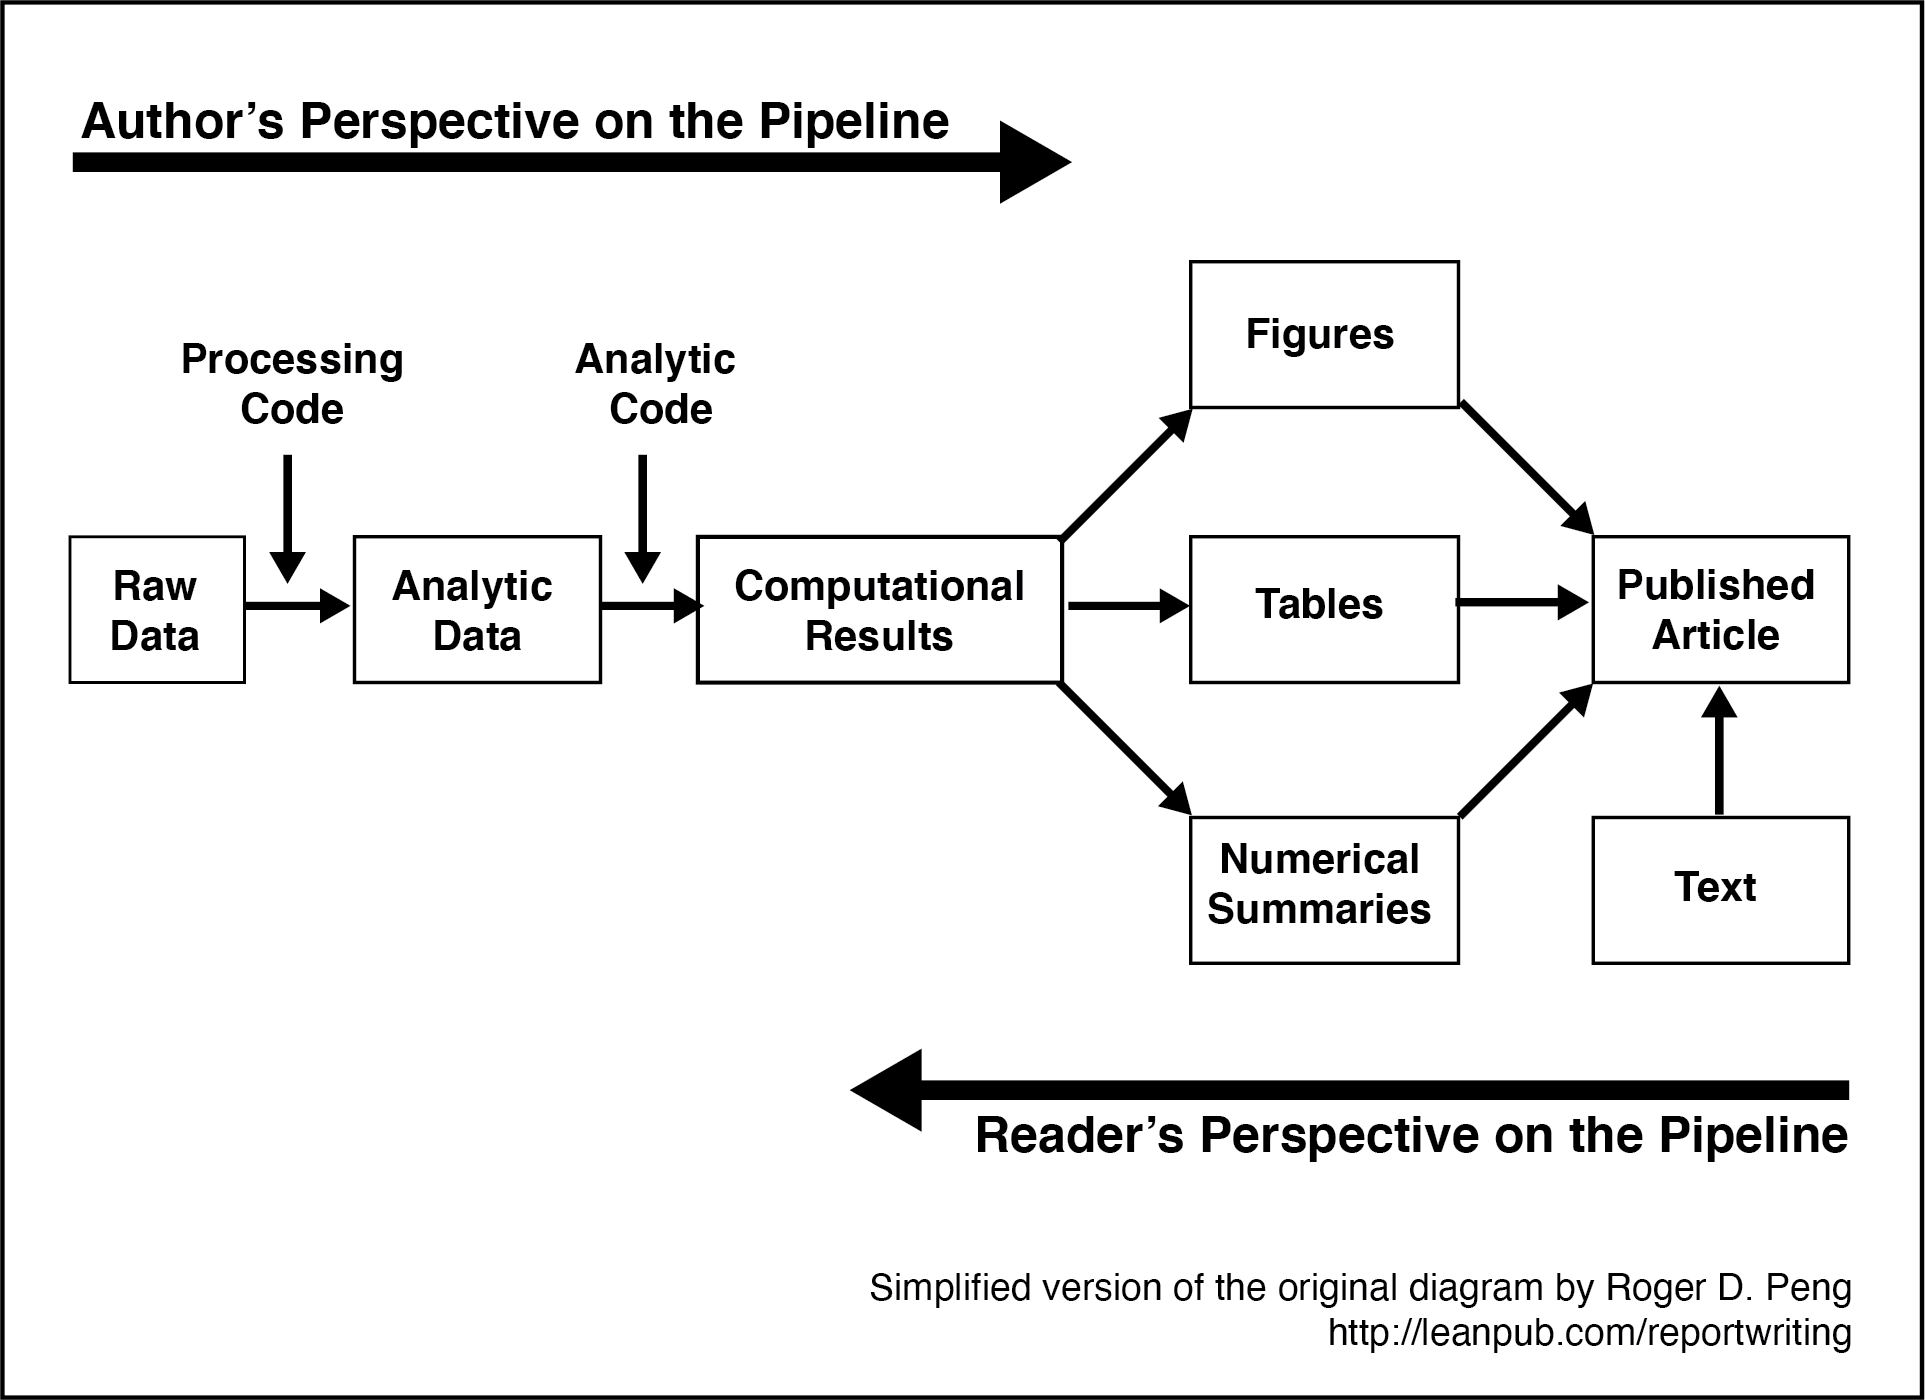 Author’s Perspective on the Pipeline
Processing
Code
Analytic
Code
Raw
Data
Analytic
Data
Computational
Results
Figures
Tables
Numerical
Summaries
Published
Article
Text
Reader’s Perspective on the Pipeline
Simplified version of the original diagram by Roger D. Peng
http://leanpub.com/reportwriting